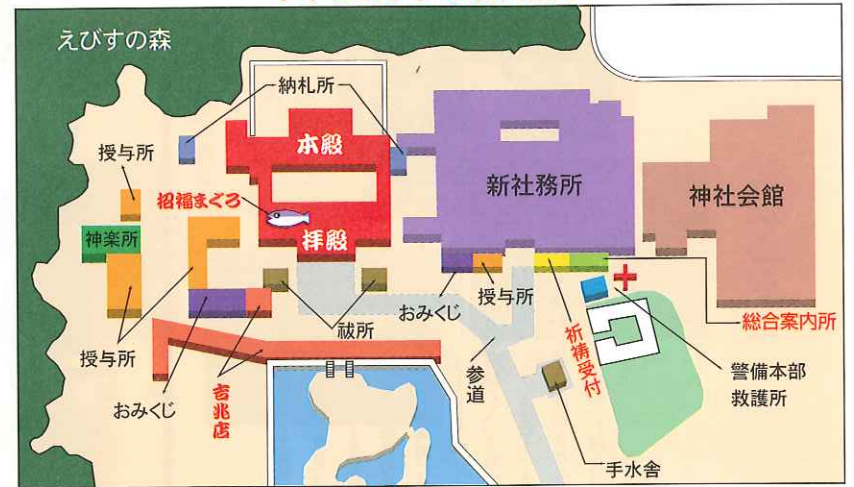 えびすの森
納札所
本殿
授与所
招福まぐろ
新社務所
神社会館
拝殿
神楽所
おみくじ
授与所
祓所
総合案内所
授与所
おみくじ
吉兆店
参道
祈祷受付
警備本部
救護所
手水舎